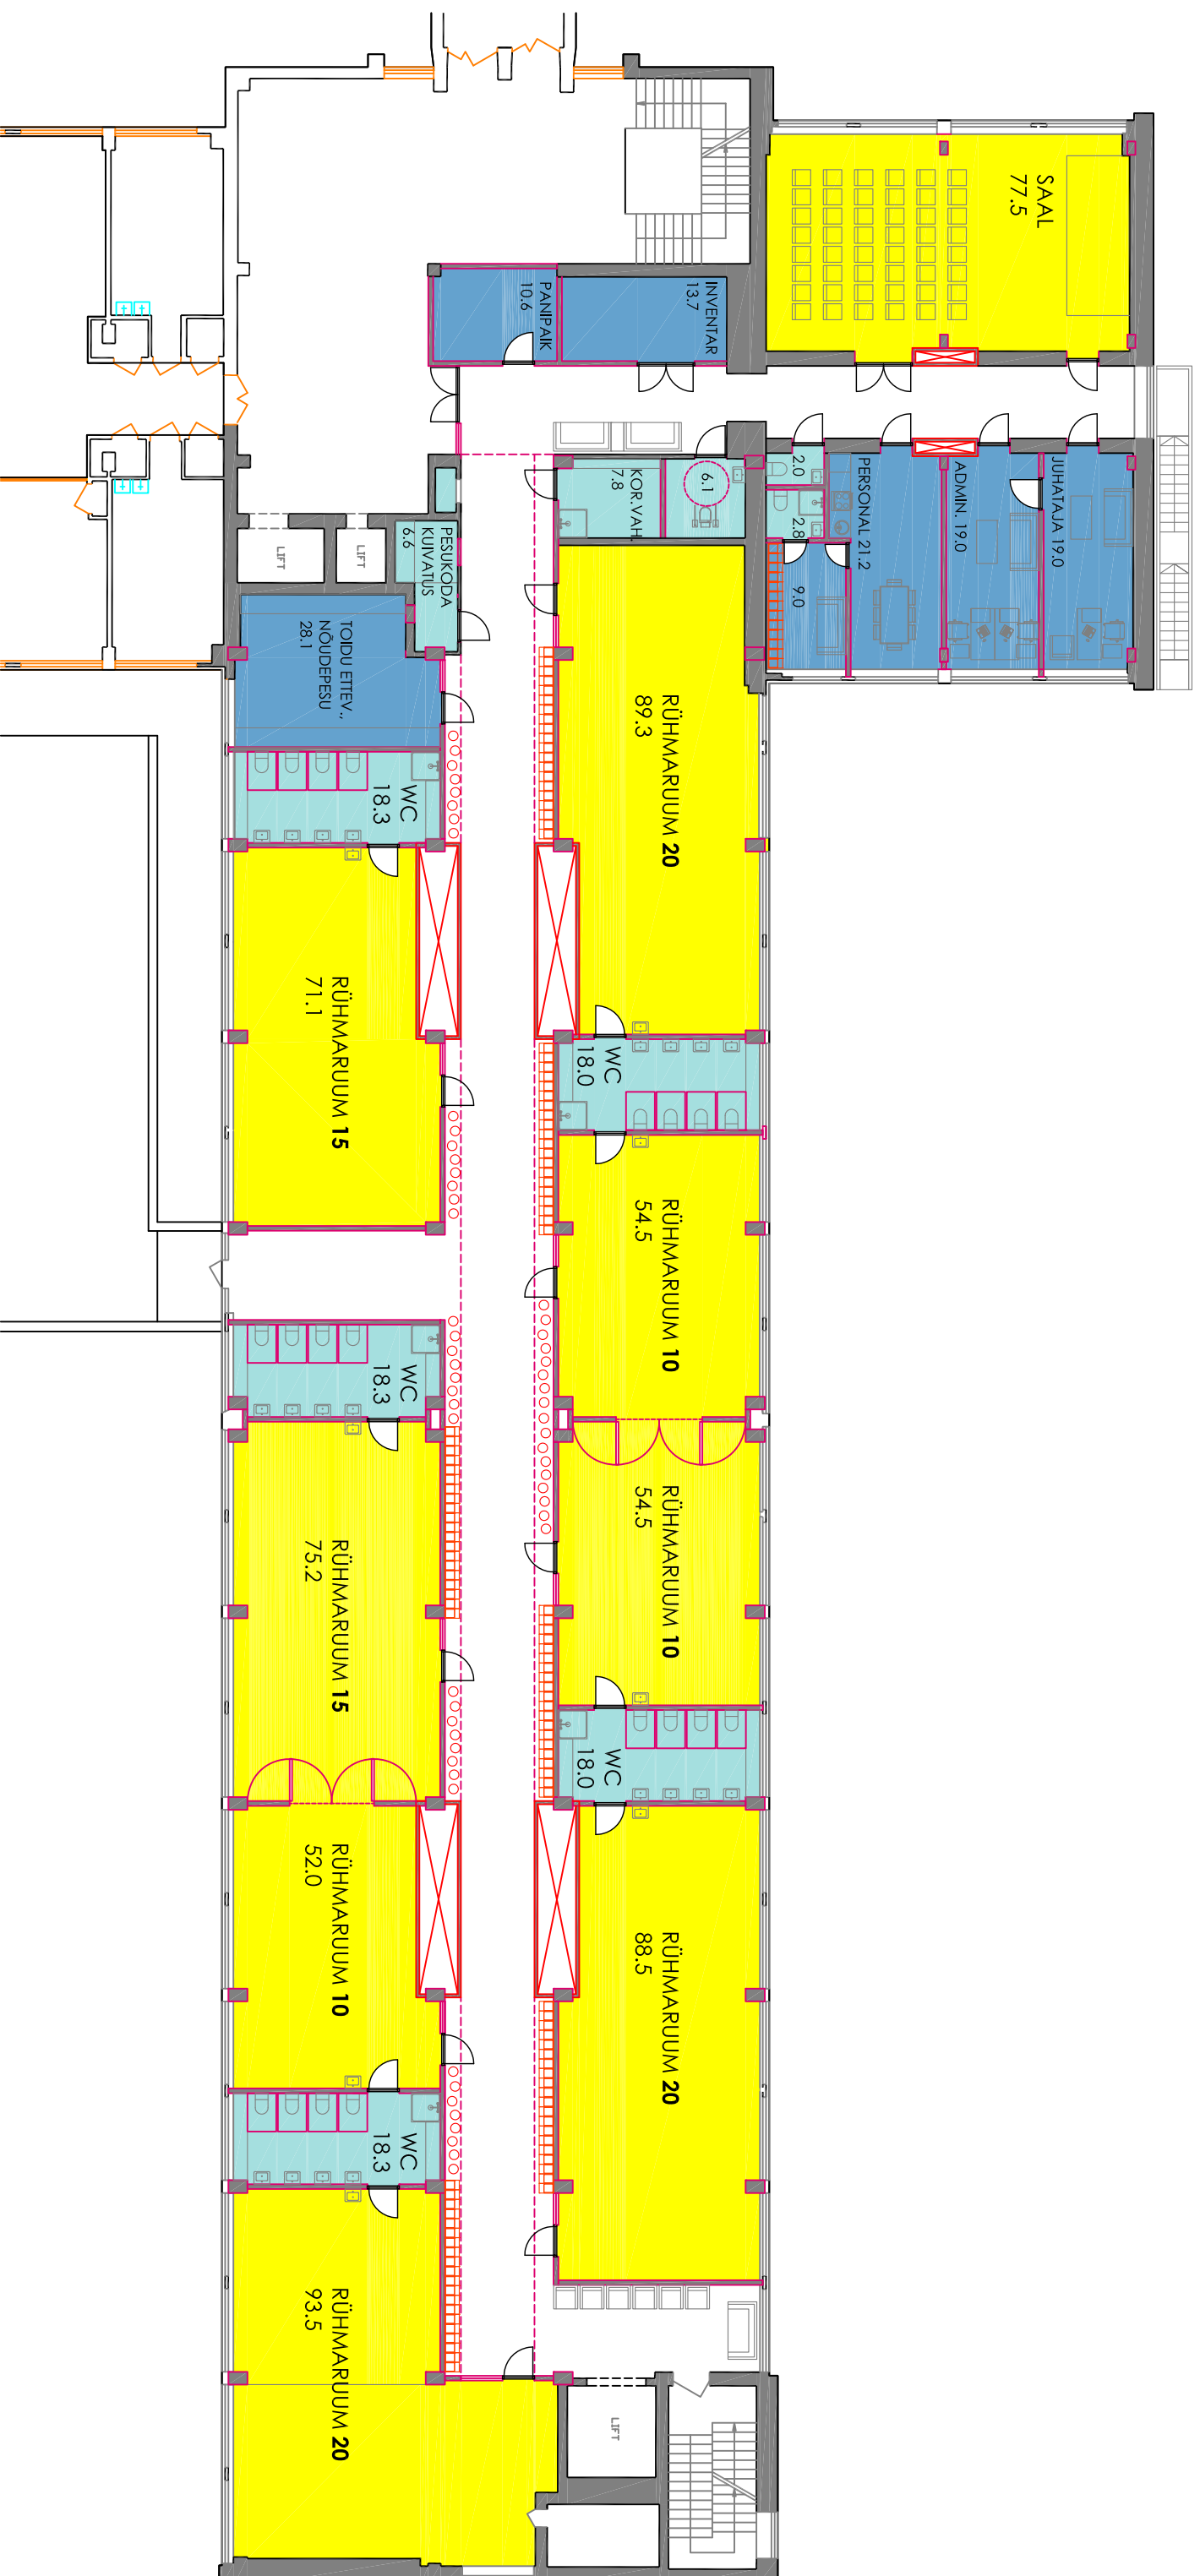 SAAL
77.5
INVENTAR
13.7
PANIPAIK
10.6
JUHATAJA 19.0
ADMIN. 19.0
PERSONAL 21.2
2.0
2.8
9.0
6.1
KOR.VAH.
7.8
PESUKODA
KUIVATUS
6.6
LIFT
LIFT
TOIDU ETTEV.,
NÕUDEPESU
28.1
WC
18.3
RÜHMARUUM 20
89.3
RÜHMARUUM 15
71.1
WC
18.0
RÜHMARUUM 10
54.5
WC
18.3
RÜHMARUUM 10
54.5
RÜHMARUUM 15
75.2
WC
18.0
RÜHMARUUM 10
52.0
RÜHMARUUM 20
88.5
WC
18.3
RÜHMARUUM 20
93.5
LIFT